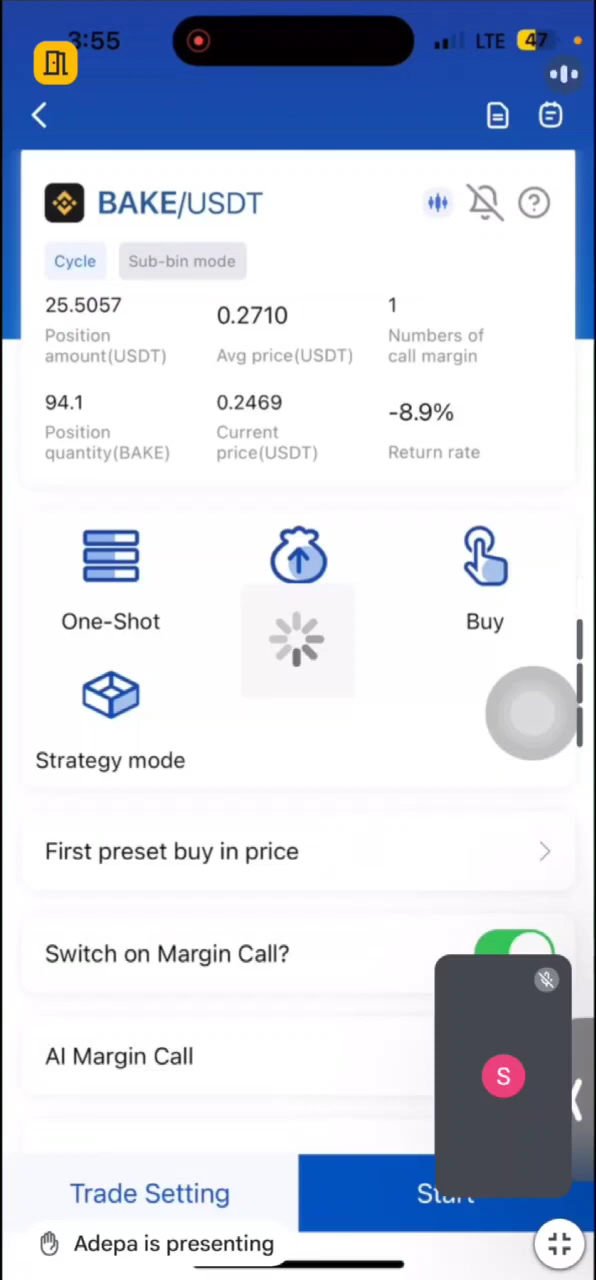 3:55
LTE
47
BAKE/USDT
Cycle
Sub-bin mode
25.5057
0.2710
1
Position
amount(USDT)
Avg price(USDT)
Numbers of
call margin
94.1
0.2469
-8.9%
Position
quantity(BAKE)
Current
price(USDT)
Return rate
One-Shot
Buy
Strategy mode
First preset buy in price
Switch on Margin Call?
AI Margin Call
S
Trade Setting
Start
Adepa is presenting